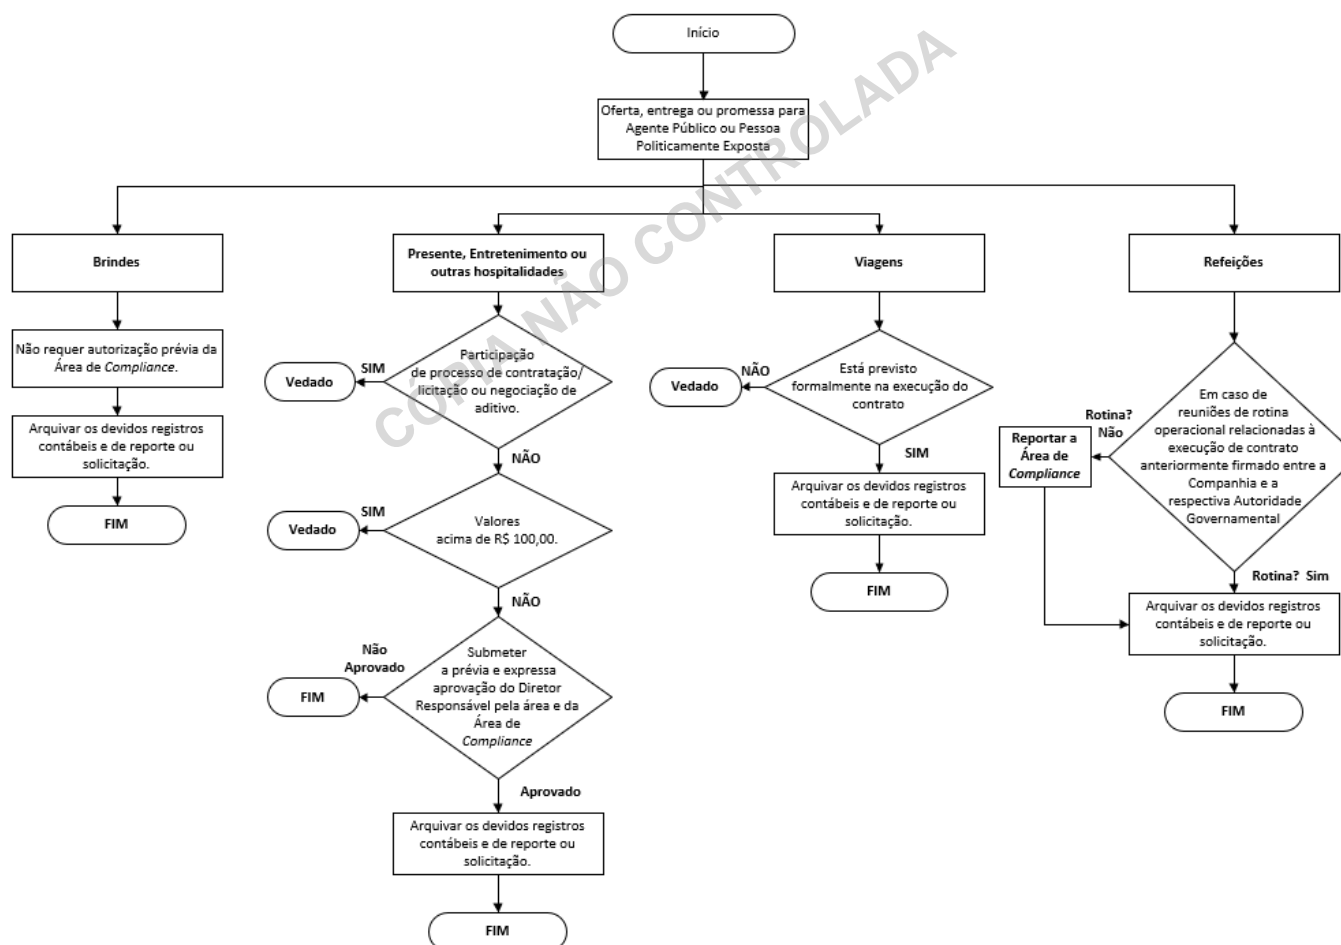 Início
Oferta, entrega ou promessa para
Agente Público ou Pessoa
Politicamente Exposta
CÓPIA NÃO CONTROLADA
Brindes
Não requer autorização prévia da
Área de Compliance.
Arquivar os devidos registros
contábeis e de reporte ou
solicitação.
FIM
Presente, Entretenimento ou
outras hospitalidades
Participação
de processo de contratação/
licitação ou negociação de
aditivo.
SIM
Vedado
NÃO
Valores
acima de R$ 100,00.
SIM
Vedado
NÃO
Submeter
a prévia e expressa
aprovação do Diretor
Responsável pela área e da
Área de
Compliance
Não
Aprovado
FIM
Aprovado
Arquivar os devidos registros
contábeis e de reporte ou
solicitação.
FIM
Viagens
Está previsto
formalmente na execução do
contrato
NÃO
Vedado
SIM
Arquivar os devidos registros
contábeis e de reporte ou
solicitação.
FIM
Refeições
Em caso de
reuniões de rotina
operacional relacionadas à
execução de contrato
anteriormente firmado entre a
Companhia e a
respectiva Autoridade
Governamental
Rotina?
Não
Reportar a
Área de
Compliance
Rotina? Sim
Arquivar os devidos registros
contábeis e de reporte ou
solicitação.
FIM